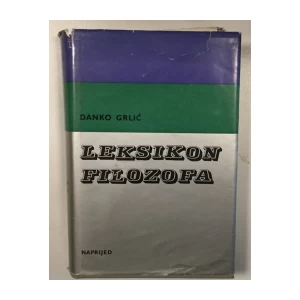 DANKO GRLIĆ
LEKSIKON
FILOZOFA
NAPRIJED